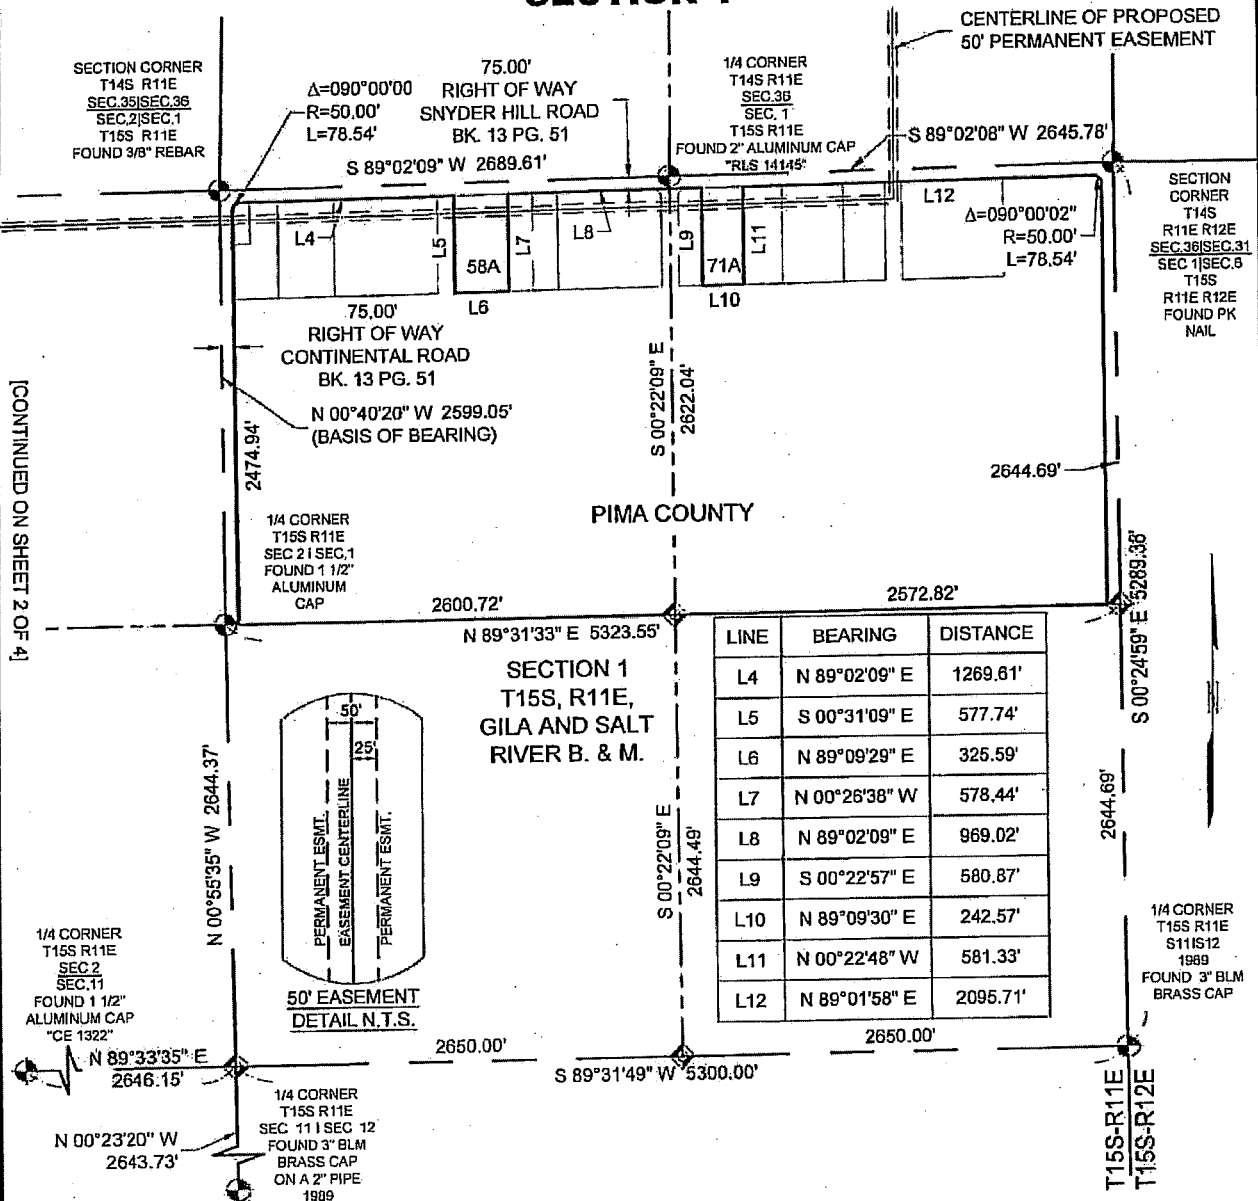 CENTERLINE OF PROPOSED
50' PERMANENT EASEMENT
SECTION CORNER
T14S R11E
SEC.35|SEC.36
SEC.2|SEC.1
T15S R11E
FOUND 3/8" REBAR
Δ=090°00'00
R=50.00'
L=78.54'
75.00'
RIGHT OF WAY
SNYDER HILL ROAD
BK. 13 PG. 51
1/4 CORNER
T14S R11E
SEC.36
SEC. 1
T15S R11E
FOUND 2" ALUMINUM CAP
"RLS 14145"
S 89°02'09" W 2689.61'
S 89°02'08" W 2645.78'
SECTION
CORNER
T14S
R11E R12E
SEC.36|SEC.31
SEC 1|SEC.6
T15S
R11E R12E
FOUND PK
NAIL
L4
L5
58A
L6
L7
L8
L9
71A
L10
L11
L12
Δ=090°00'02"
R=50.00'
L=78.54'
75.00'
RIGHT OF WAY
CONTINENTAL ROAD
BK. 13 PG. 51
N 00°40'20" W 2599.05'
(BASIS OF BEARING)
[CONTINUED ON SHEET 2 OF 4]
2474.94'
S 00°22'09" E
2622.04'
2644.69'
PIMA COUNTY
1/4 CORNER
T15S R11E
SEC 2 | SEC.1
FOUND 1 1/2"
ALUMINUM
CAP
2600.72'
2572.82'
N 89°31'33" E 5323.55'
S 00°24'59" E 5289.36'
SECTION 1
T15S, R11E,
GILA AND SALT
RIVER B. & M.
LINE BEARING DISTANCE
L4 N 89°02'09" E 1269.61'
L5 S 00°31'09" E 577.74'
L6 N 89°09'29" E 325.59'
L7 N 00°26'38" W 578.44'
L8 N 89°02'09" E 969.02'
L9 S 00°22'57" E 580.87'
L10 N 89°09'30" E 242.57'
L11 N 00°22'48" W 581.33'
L12 N 89°01'58" E 2095.71'
N 00°55'35" W 2644.37'
50'
25'
PERMANENT ESMT.
EASEMENT CENTERLINE
PERMANENT ESMT.
50' EASEMENT
DETAIL N.T.S.
S 00°22'09" E
2644.49'
2644.69'
1/4 CORNER
T15S R11E
SEC 2
SEC.11
FOUND 1 1/2"
ALUMINUM CAP
"CE 1322"
1/4 CORNER
T15S R11E
S11|S12
1989
FOUND 3" BLM
BRASS CAP
N 89°33'35" E
2646.15'
2650.00'
2650.00'
S 89°31'49" W 5300.00'
1/4 CORNER
T15S R11E
SEC 11 | SEC 12
FOUND 3" BLM
BRASS CAP
ON A 2" PIPE
1989
N 00°23'20" W
2643.73'
T15S-R11E
T15S-R12E